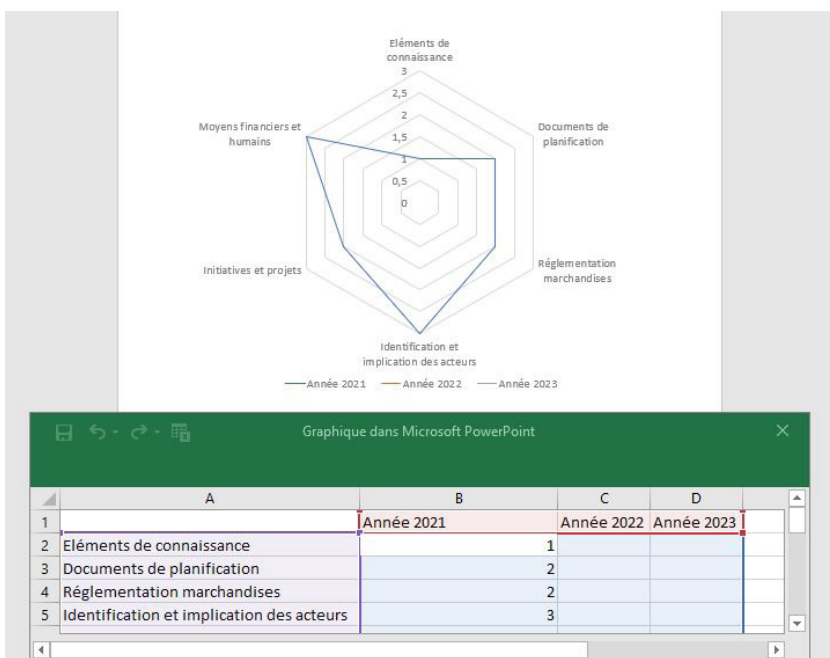 Eléments de
connaissance
3
2,5
2
1,5
1
0,5
0
Documents de
planification
Réglementation
marchandises
Identification et
implication des acteurs
Initiatives et projets
Moyens financiers et
humains
Année 2021 Année 2022 Année 2023
Graphique dans Microsoft PowerPoint
A B C D
1 Année 2021 Année 2022 Année 2023
2 Eléments de connaissance 1
3 Documents de planification 2
4 Réglementation marchandises 2
5 Identification et implication des acteurs 3